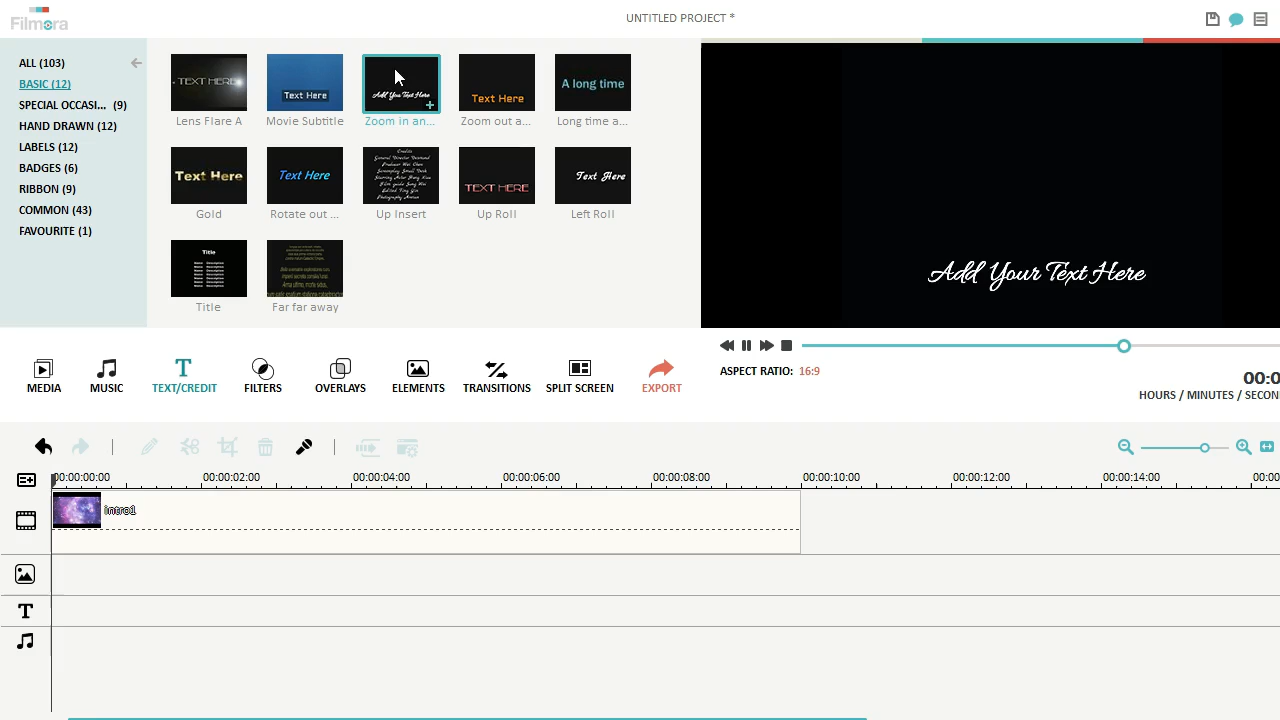 Filmora
UNTITLED PROJECT *
ALL (103)
BASIC (12)
SPECIAL OCCASI... (9)
HAND DRAWN (12)
LABELS (12)
BADGES (6)
RIBBON (9)
COMMON (43)
FAVOURITE (1)
TEXT HERE
Text Here
Add You Text Here
Text Here
A long time
Lens Flare A
Movie Subtitle
Zoom in an...
Zoom out a...
Long time a...
Text Here
Text Here
Credits
TEXT HERE
Text Here
Gold
Rotate out ...
Up Insert
Up Roll
Left Roll
Title
Title
Far far away
Add Your Text Here
MEDIA
MUSIC
TEXT/CREDIT
FILTERS
OVERLAYS
ELEMENTS
TRANSITIONS
SPLIT SCREEN
EXPORT
ASPECT RATIO: 16:9
00:0
HOURS / MINUTES / SECON
00:00:00:00
00:00:02:00
00:00:04:00
00:00:06:00
00:00:08:00
00:00:10:00
00:00:12:00
00:00:14:00
00:00
intro1